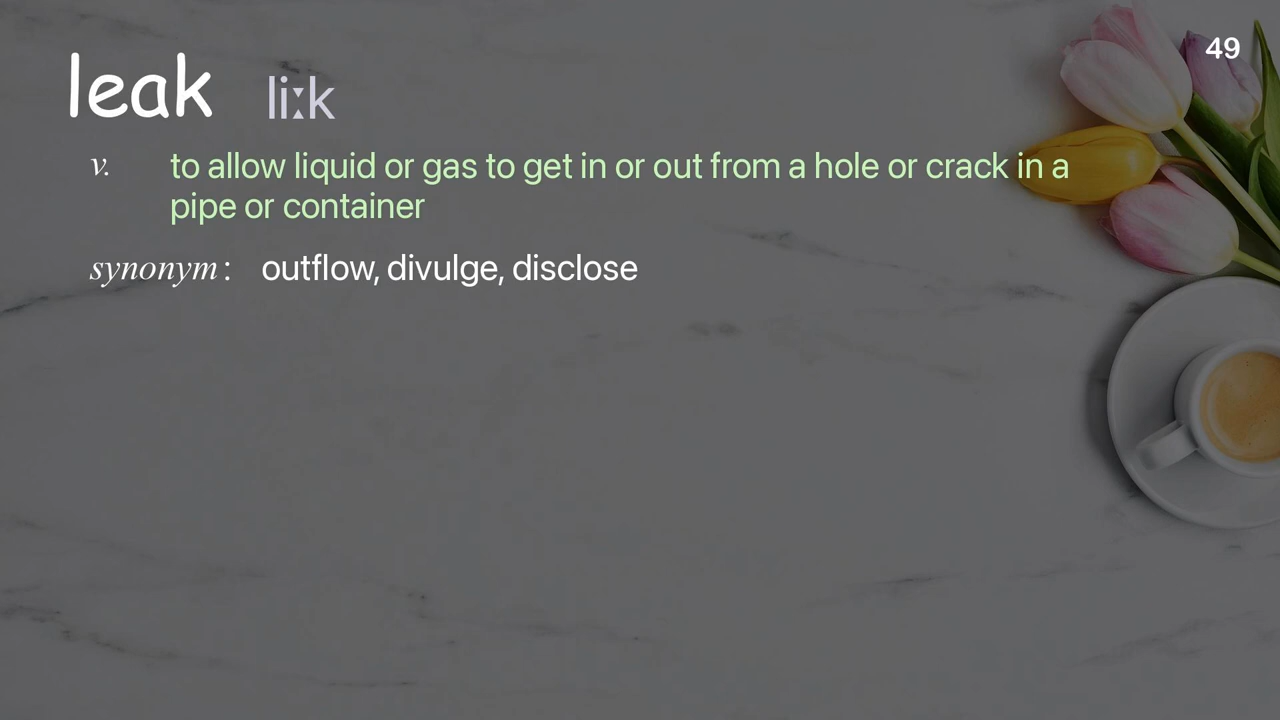 49
leak liːk
v. to allow liquid or gas to get in or out from a hole or crack in a
pipe or container
synonym : outflow, divulge, disclose